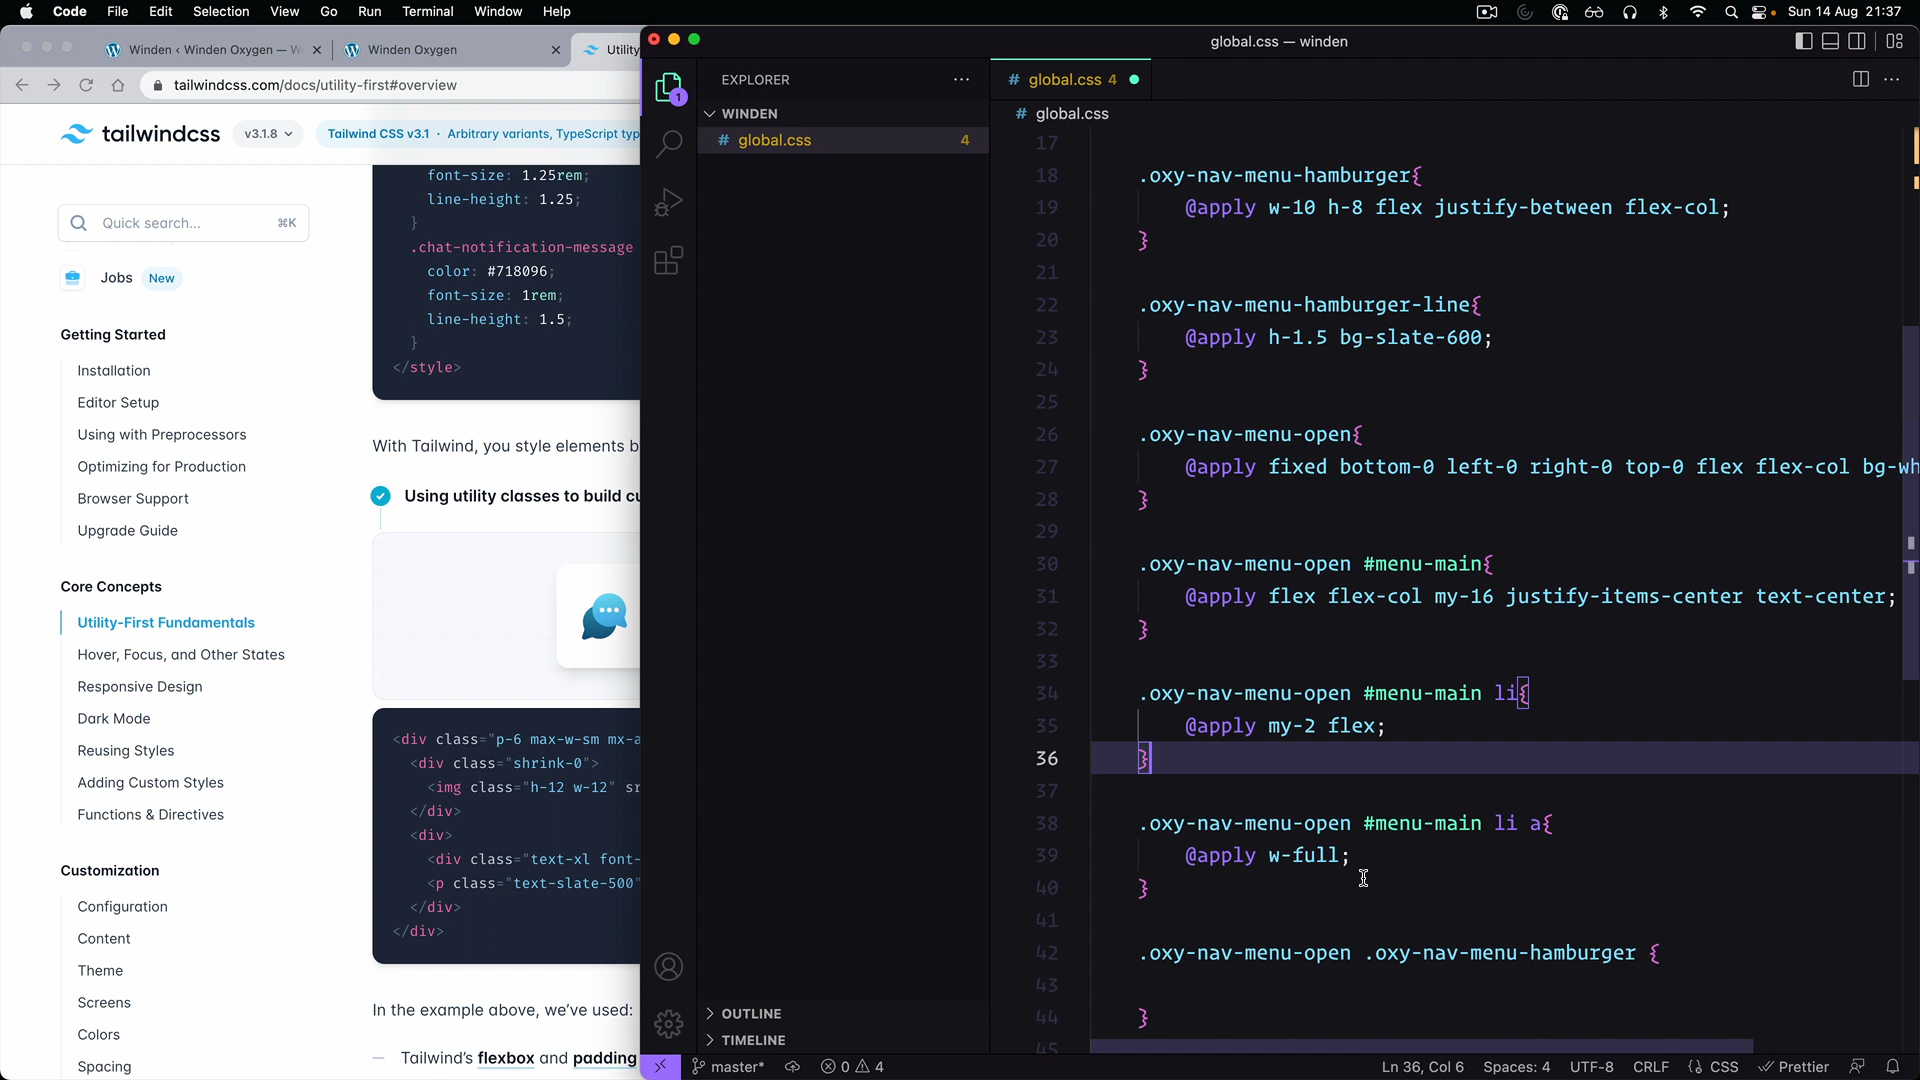 Code File Edit Selection View Go Run Terminal Window Help
Sun 14 Aug 21:37
Winden ‹ Winden Oxygen — W
Winden Oxygen
Utility
tailwindcss.com/docs/utility-first#overview
tailwindcss
v3.1.8
Tailwind CSS v3.1 · Arbitrary variants, TypeScript typ
Quick search... ⌘K
Jobs New
Getting Started
Installation
Editor Setup
Using with Preprocessors
Optimizing for Production
Browser Support
Upgrade Guide
Core Concepts
Utility-First Fundamentals
Hover, Focus, and Other States
Responsive Design
Dark Mode
Reusing Styles
Adding Custom Styles
Functions & Directives
Customization
Configuration
Content
Theme
Screens
Colors
Spacing
font-size: 1.25rem;
line-height: 1.25;
}
.chat-notification-message
color: #718096;
font-size: 1rem;
line-height: 1.5;
}
</style>
With Tailwind, you style elements b
Using utility classes to build cu
<div class="p-6 max-w-sm mx-a
<div class="shrink-0">
<img class="h-12 w-12" sr
</div>
<div>
<div class="text-xl font-
<p class="text-slate-500"
</div>
</div>
In the example above, we've used:
— Tailwind's flexbox and padding
global.css — winden
1
EXPLORER ...
WINDEN
# global.css 4
OUTLINE
TIMELINE
# global.css 4
# global.css
17
18 .oxy-nav-menu-hamburger{
19 @apply w-10 h-8 flex justify-between flex-col;
20 }
21
22 .oxy-nav-menu-hamburger-line{
23 @apply h-1.5 bg-slate-600;
24 }
25
26 .oxy-nav-menu-open{
27 @apply fixed bottom-0 left-0 right-0 top-0 flex flex-col bg-wh
28 }
29
30 .oxy-nav-menu-open #menu-main{
31 @apply flex flex-col my-16 justify-items-center text-center;
32 }
33
34 .oxy-nav-menu-open #menu-main li{
35 @apply my-2 flex;
36 }
37
38 .oxy-nav-menu-open #menu-main li a{
39 @apply w-full;
40 }
41
42 .oxy-nav-menu-open .oxy-nav-menu-hamburger {
43
44 }
45
master* 0 4 Ln 36, Col 6 Spaces: 4 UTF-8 CRLF {} CSS Prettier